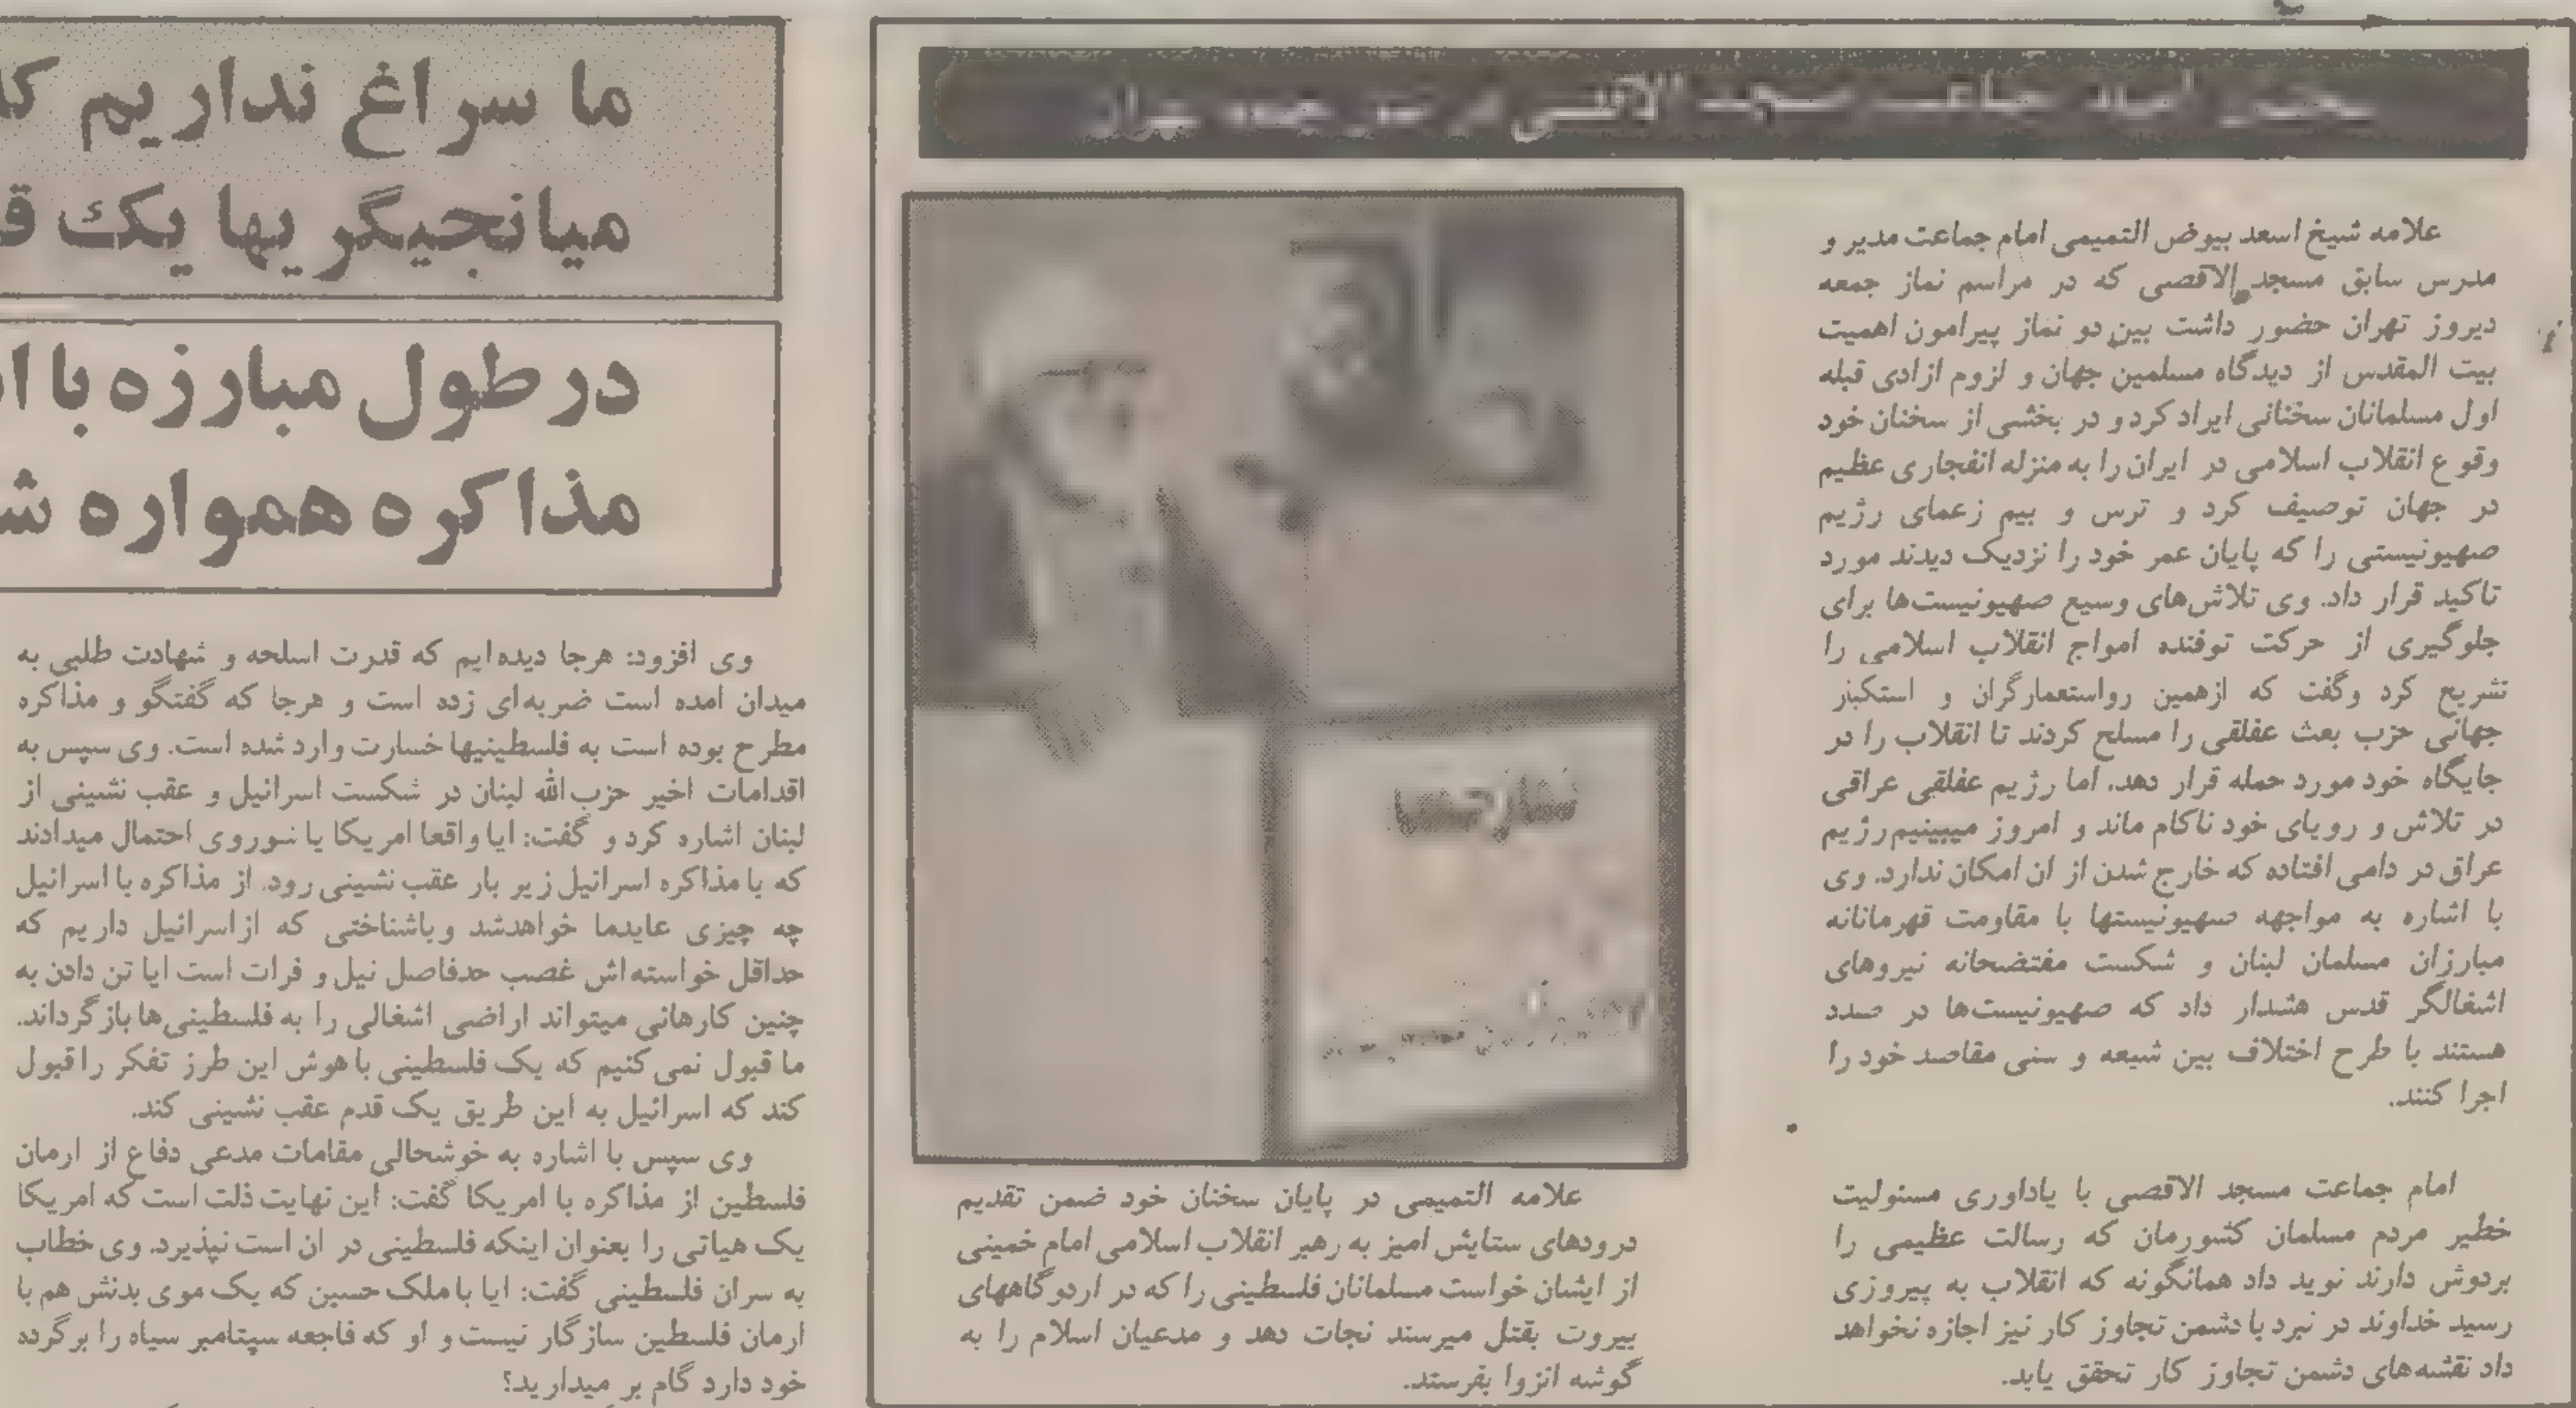 سخنان امام جماعت مسجد الاقصی در نماز جمعه تهران
علامه شیخ اسعد بیوض التمیمی امام جماعت مدیر و
مدرس سابق مسجد الاقصی که در مراسم نماز جمعه
دیروز تهران حضور داشت بین دو نماز پیرامون اهمیت
بیت المقدس از دیدگاه مسلمین جهان و لزوم ازادی قبله
اول مسلمانان سخنانی ایراد کرد و در بخشی از سخنان خود
وقوع انقلاب اسلامی در ایران را به منزله انفجاری عظیم
در جهان توصیف کرد و ترس و بیم زعمای رژیم
صهیونیستی را که پایان عمر خود را نزدیک دیدند مورد
تاکید قرار داد. وی تلاش‌های وسیع صهیونیست‌ها برای
جلوگیری از حرکت توفنده امواج انقلاب اسلامی را
تشریع کرد وگفت که ازهمین رواستعمارگران و استکبار
جهانی حزب بعث عفلقی را مسلح کردند تا انقلاب را در
جایگاه خود مورد حمله قرار دهد. اما رژیم عفلقی عراقی
در تلاش و رویای خود ناکام ماند و امروز میبینیم رژیم
عراق در دامی افتاده که خارج شدن از ان امکان ندارد. وی
با اشاره به مواجهه صهیونیستها با مقاومت قهرمانانه
مبارزان مسلمان لبنان و شکست مفتضحانه نیروهای
اشغالگر قدس هشدار داد که صهیونیست‌ها در صدد
هستند با طرح اختلاف بین شیعه و سنی مقاصد خود را
اجرا کنند.
امام جماعت مسجد الاقصی با یاداوری مسئولیت
خطیر مردم مسلمان کشورمان که رسالت عظیمی را
بردوش دارند نوید داد همانگونه که انقلاب به پیروزی
رسید خداوند در نبرد با دشمن تجاوز کار نیز اجازه نخواهد
داد نقشه‌های دشمن تجاوز کار تحقق یابد.
نماز جمعه
علامه التمیمی در پایان سخنان خود ضمن تقدیم
درودهای ستایش امیز به رهبر انقلاب اسلامی امام خمینی
از ایشان خواست مسلمانان فلسطینی را که در اردوگاههای
بیروت بقتل میرسند نجات دهد و مدعیان اسلام را به
گوشه انزوا بفرستد.
ما سراغ نداریم
میانجیگریها یک
در طول مبارزه با
مذاکره همواره
وی افزود: هرجا دیده‌ایم که قدرت اسلحه و شهادت طلبی به
میدان امده است ضربه‌ای زده است و هرجا که گفتگو و مذاکره
مطرح بوده است به فلسطینیها خسارت وارد شده است. وی سپس به
اقدامات اخیر حزب‌الله لبنان در شکست اسرائیل و عقب نشینی از
لبنان اشاره کرد و گفت: ایا واقعا امریکا یا شوروی احتمال میدادند
که با مذاکره اسرائیل زیر بار عقب نشینی رود. از مذاکره با اسرائیل
چه چیزی عایدما خواهدشد وباشناختی که ازاسرائیل داریم که
حداقل خواسته‌اش غصب حدفاصل نیل و فرات است ایا تن دادن به
چنین کارهائی میتواند اراضی اشغالی را به فلسطینی‌ها بازگرداند.
ما قبول نمی‌کنیم که یک فلسطینی با هوش این طرز تفکر را قبول
کند که اسرائیل به این طریق یک قدم عقب نشینی کند.
وی سپس با اشاره به خوشحالی مقامات مدعی دفاع از ارمان
فلسطین از مذاکره با امریکا گفت: این نهایت ذلت است که امریکا
یک هیاتی را بعنوان اینکه فلسطینی در ان است نپذیرد. وی خطاب
به سران فلسطینی گفت: ایا با ملک حسین که یک موی بدنش هم با
ارمان فلسطین سازگار نیست و او که فاجعه سپتامبر سیاه را برگرده
خود دارد گام بر میدارید؟